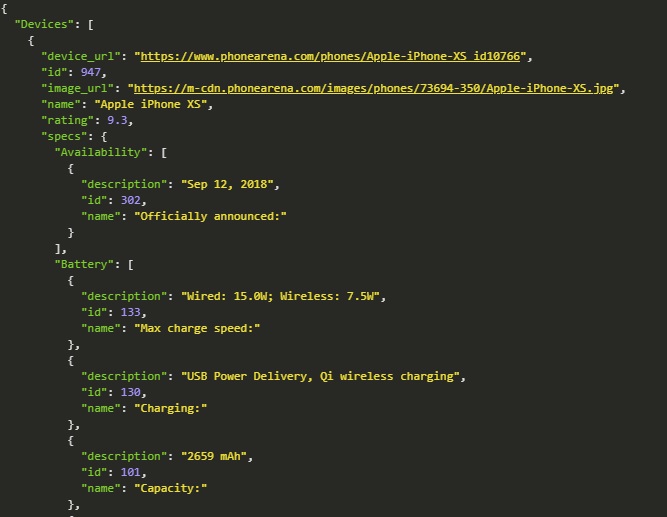 {
  "Devices": [
    {
      "device_url": "https://www.phonearena.com/phones/Apple-iPhone-XS_id10766",
      "id": 947,
      "image_url": "https://m-cdn.phonearena.com/images/phones/73694-350/Apple-iPhone-XS.jpg",
      "name": "Apple iPhone XS",
      "rating": 9.3,
      "specs": {
        "Availability": [
          {
            "description": "Sep 12, 2018",
            "id": 302,
            "name": "Officially announced:"
          }
        ],
        "Battery": [
          {
            "description": "Wired: 15.0W; Wireless: 7.5W",
            "id": 133,
            "name": "Max charge speed:"
          },
          {
            "description": "USB Power Delivery, Qi wireless charging",
            "id": 130,
            "name": "Charging:"
          },
          {
            "description": "2659 mAh",
            "id": 101,
            "name": "Capacity:"
          },